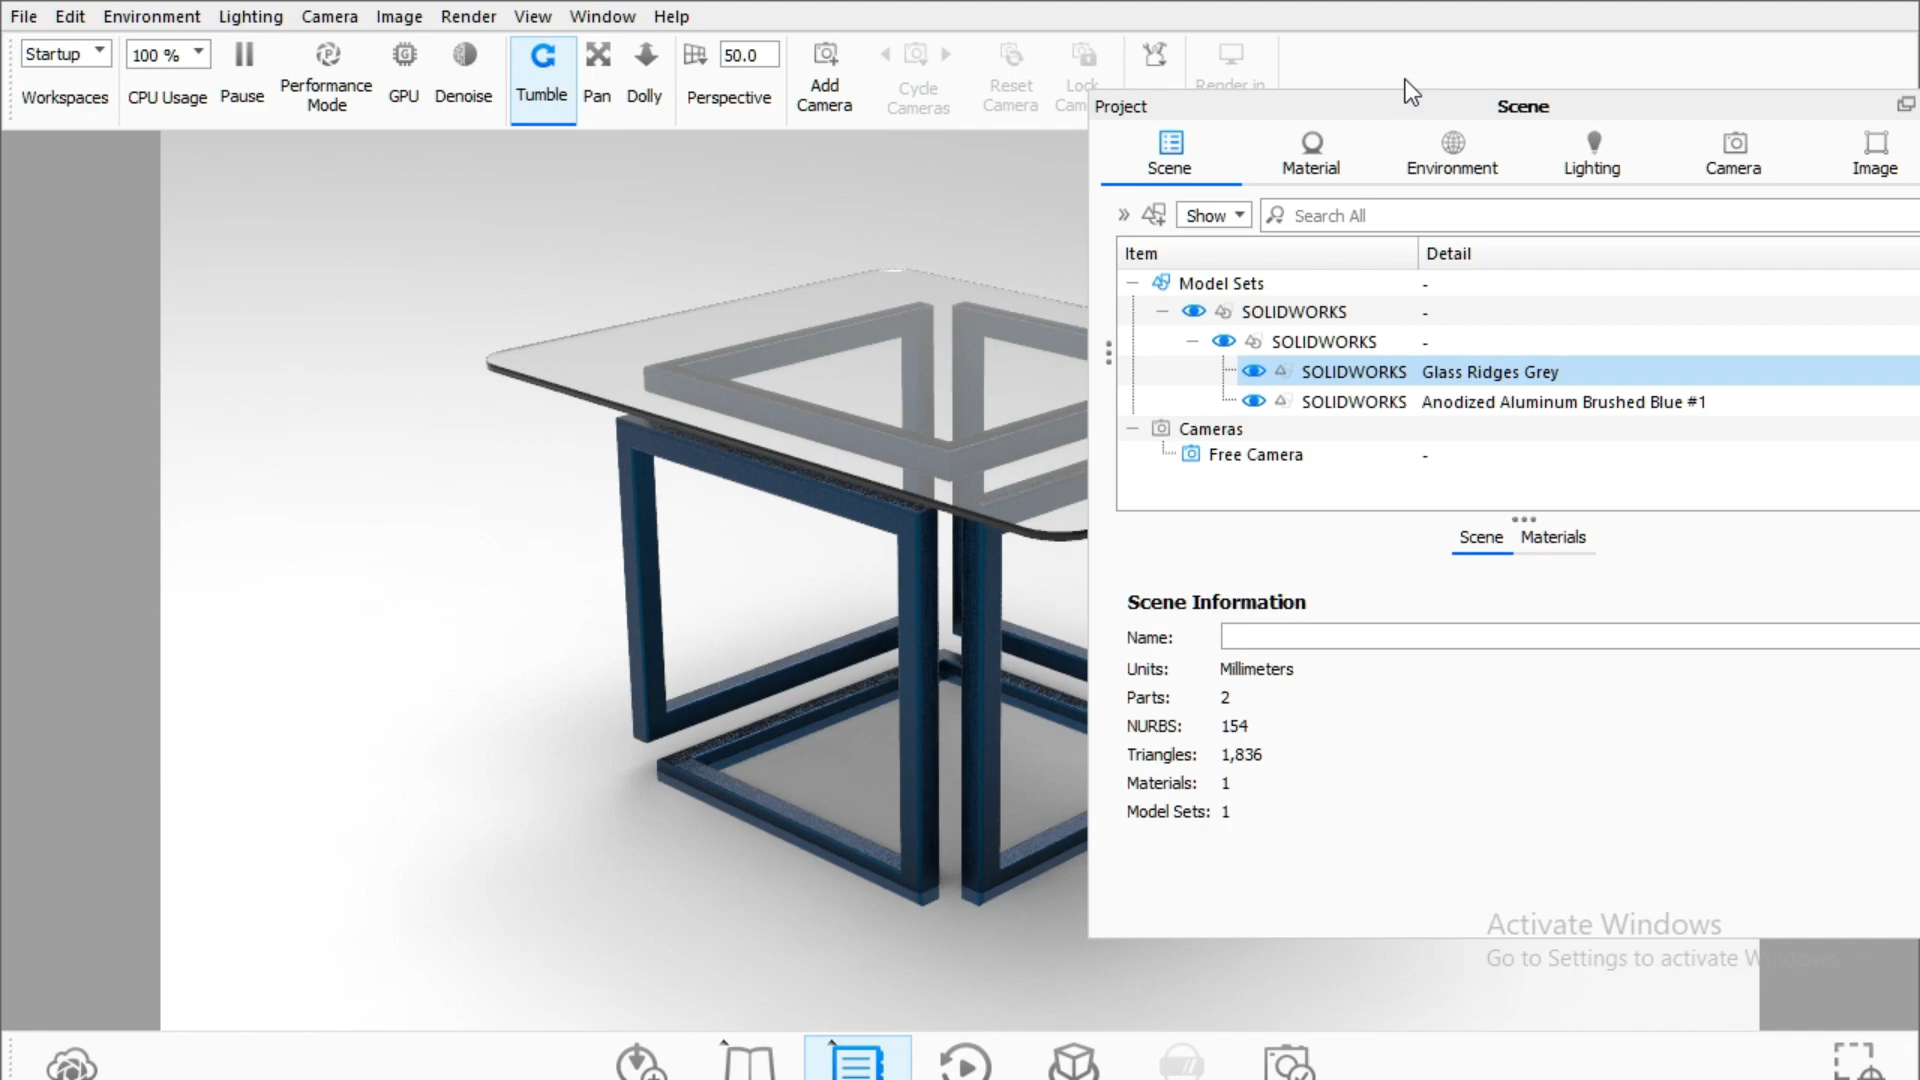 File Edit Environment Lighting Camera Image Render View Window Help
Startup 100 % 50.0
Workspaces CPU Usage Pause Performance Mode GPU Denoise Tumble Pan Dolly Perspective Add Camera Cycle Cameras Reset Camera Lock Render in
Project Scene
Scene Material Environment Lighting Camera Image
Show Search All
Item Detail
Model Sets -
SOLIDWORKS -
SOLIDWORKS -
SOLIDWORKS Glass Ridges Grey
SOLIDWORKS Anodized Aluminum Brushed Blue #1
Cameras
Free Camera -
Scene Materials
Scene Information
Name:
Units: Millimeters
Parts: 2
NURBS: 154
Triangles: 1,836
Materials: 1
Model Sets: 1
Activate Windows
Go to Settings to activate